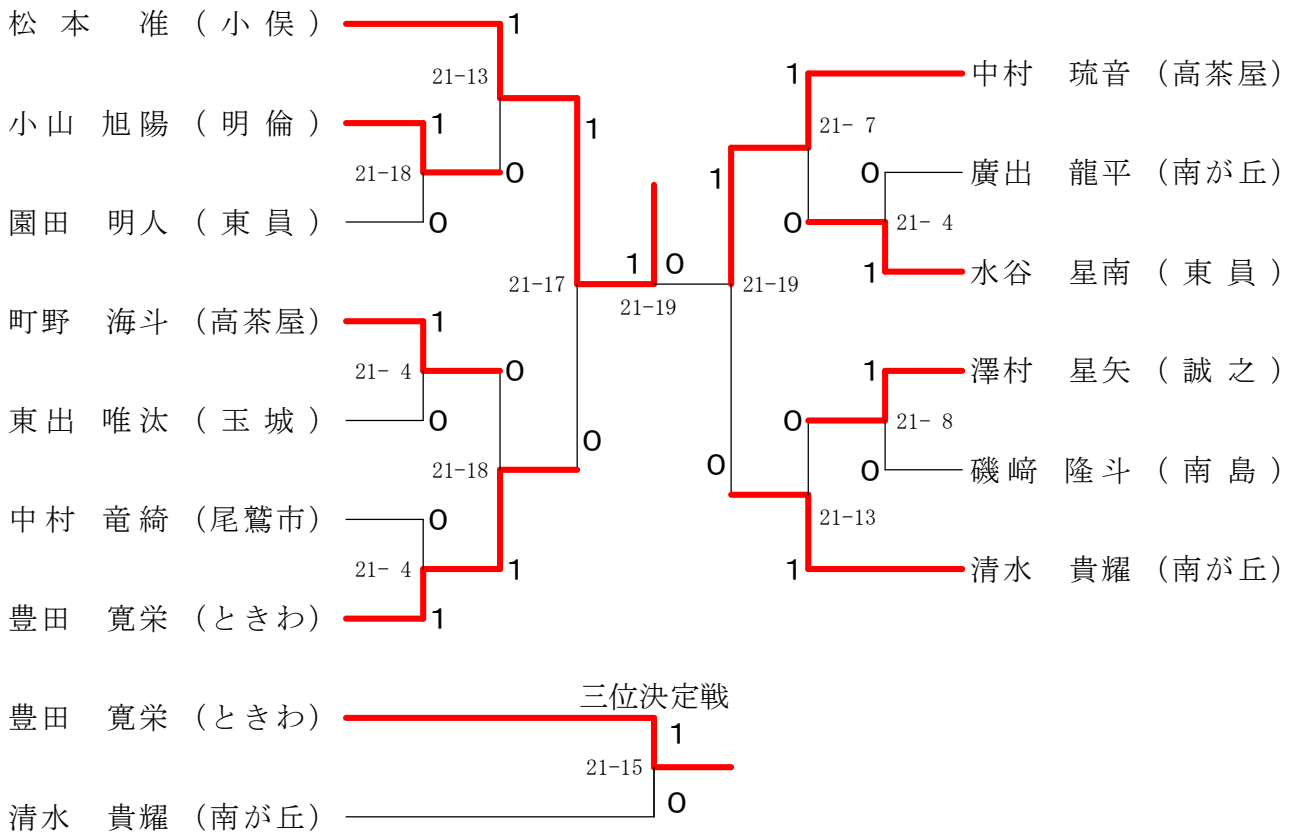 松本 准 (小俣)
1
21-13
小山 旭陽 (明倫)
1
21-18
0
園田 明人 (東員)
0
1
21-17
町野 海斗 (高茶屋)
1
21- 4
0
東出 唯汰 (玉城)
0
21-18
0
中村 竜綺 (尾鷲市)
0
21- 4
1
豊田 寛栄 (ときわ)
1
1 0
21-19
1
中村 琉音 (高茶屋)
21- 7
1
0
廣出 龍平 (南が丘)
0
21- 4
1
水谷 星南 (東員)
21-19
1
澤村 星矢 (誠之)
0
21- 8
0
磯﨑 隆斗 (南島)
0
21-13
1
清水 貴耀 (南が丘)
三位決定戦
豊田 寛栄 (ときわ)
1
21-15
0
清水 貴耀 (南が丘)